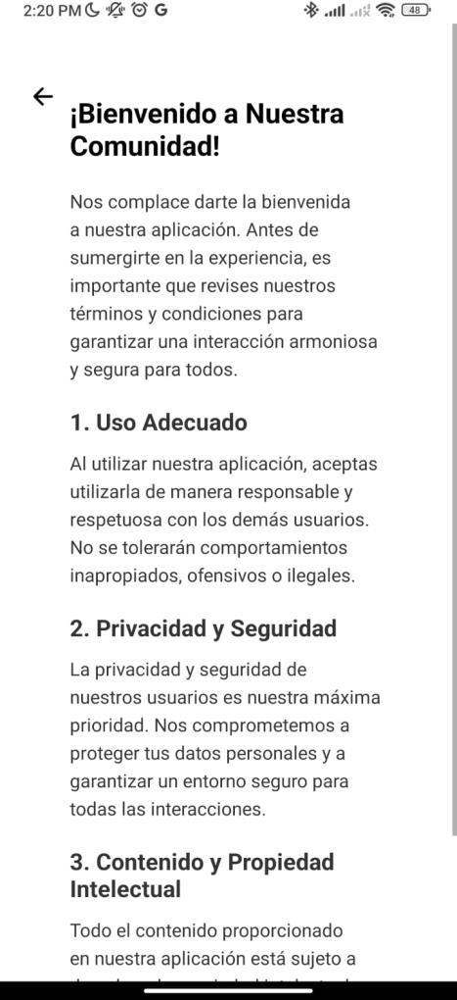 2:20 PM
48
¡Bienvenido a Nuestra
Comunidad!
Nos complace darte la bienvenida
a nuestra aplicación. Antes de
sumergirte en la experiencia, es
importante que revises nuestros
términos y condiciones para
garantizar una interacción armoniosa
y segura para todos.
1. Uso Adecuado
Al utilizar nuestra aplicación, aceptas
utilizarla de manera responsable y
respetuosa con los demás usuarios.
No se tolerarán comportamientos
inapropiados, ofensivos o ilegales.
2. Privacidad y Seguridad
La privacidad y seguridad de
nuestros usuarios es nuestra máxima
prioridad. Nos comprometemos a
proteger tus datos personales y a
garantizar un entorno seguro para
todas las interacciones.
3. Contenido y Propiedad
Intelectual
Todo el contenido proporcionado
en nuestra aplicación está sujeto a